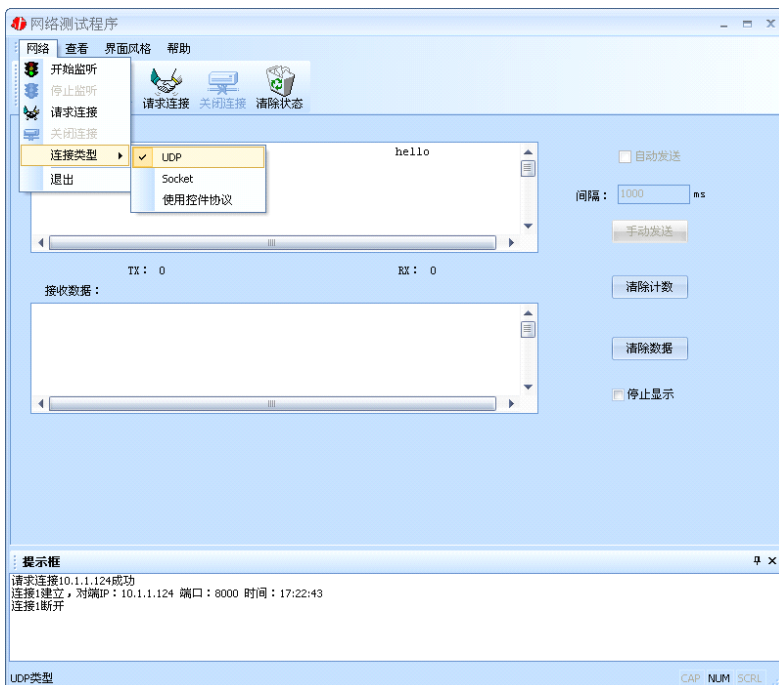 网络测试程序
网络 查看 界面风格 帮助
开始监听
停止监听
请求连接
关闭连接
连接类型
退出
请求连接 关闭连接 清除状态
UDP
Socket
使用控件协议
hello
自动发送
间隔： 1000 ms
手动发送
TX： 0 RX： 0
清除计数
接收数据：
清除数据
停止显示
提示框
请求连接10.1.1.124成功
连接1建立，对端IP：10.1.1.124 端口：8000 时间：17:22:43
连接1断开
UDP类型 CAP NUM SCRL